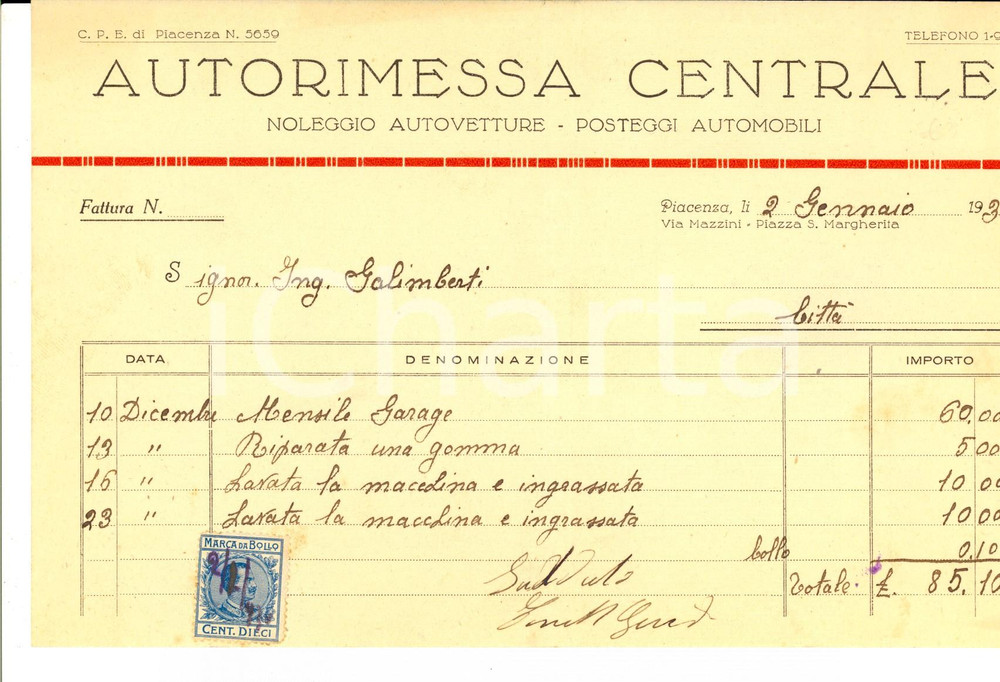 C. P. E. di Piacenza N. 5659
TELEFONO 1-9
AUTORIMESSA CENTRALE
NOLEGGIO AUTOVETTURE - POSTEGGI AUTOMOBILI
Fattura N.
Piacenza, li 2 Gennaio 193
Via Mazzini - Piazza S. Margherita
Signor. Ing. Galimberti
Città
iCharta
DATA DENOMINAZIONE IMPORTO
10 Dicembre Mensile Garage 60.00
13 " Riparata una gomma 5 00
16 " Lavata la macchina e ingrassata 10 00
23 " Lavata la macchina e ingrassata 10 00
bollo 0.10
Totale £. 85.10
MARCA DA BOLLO
CENT. DIECI